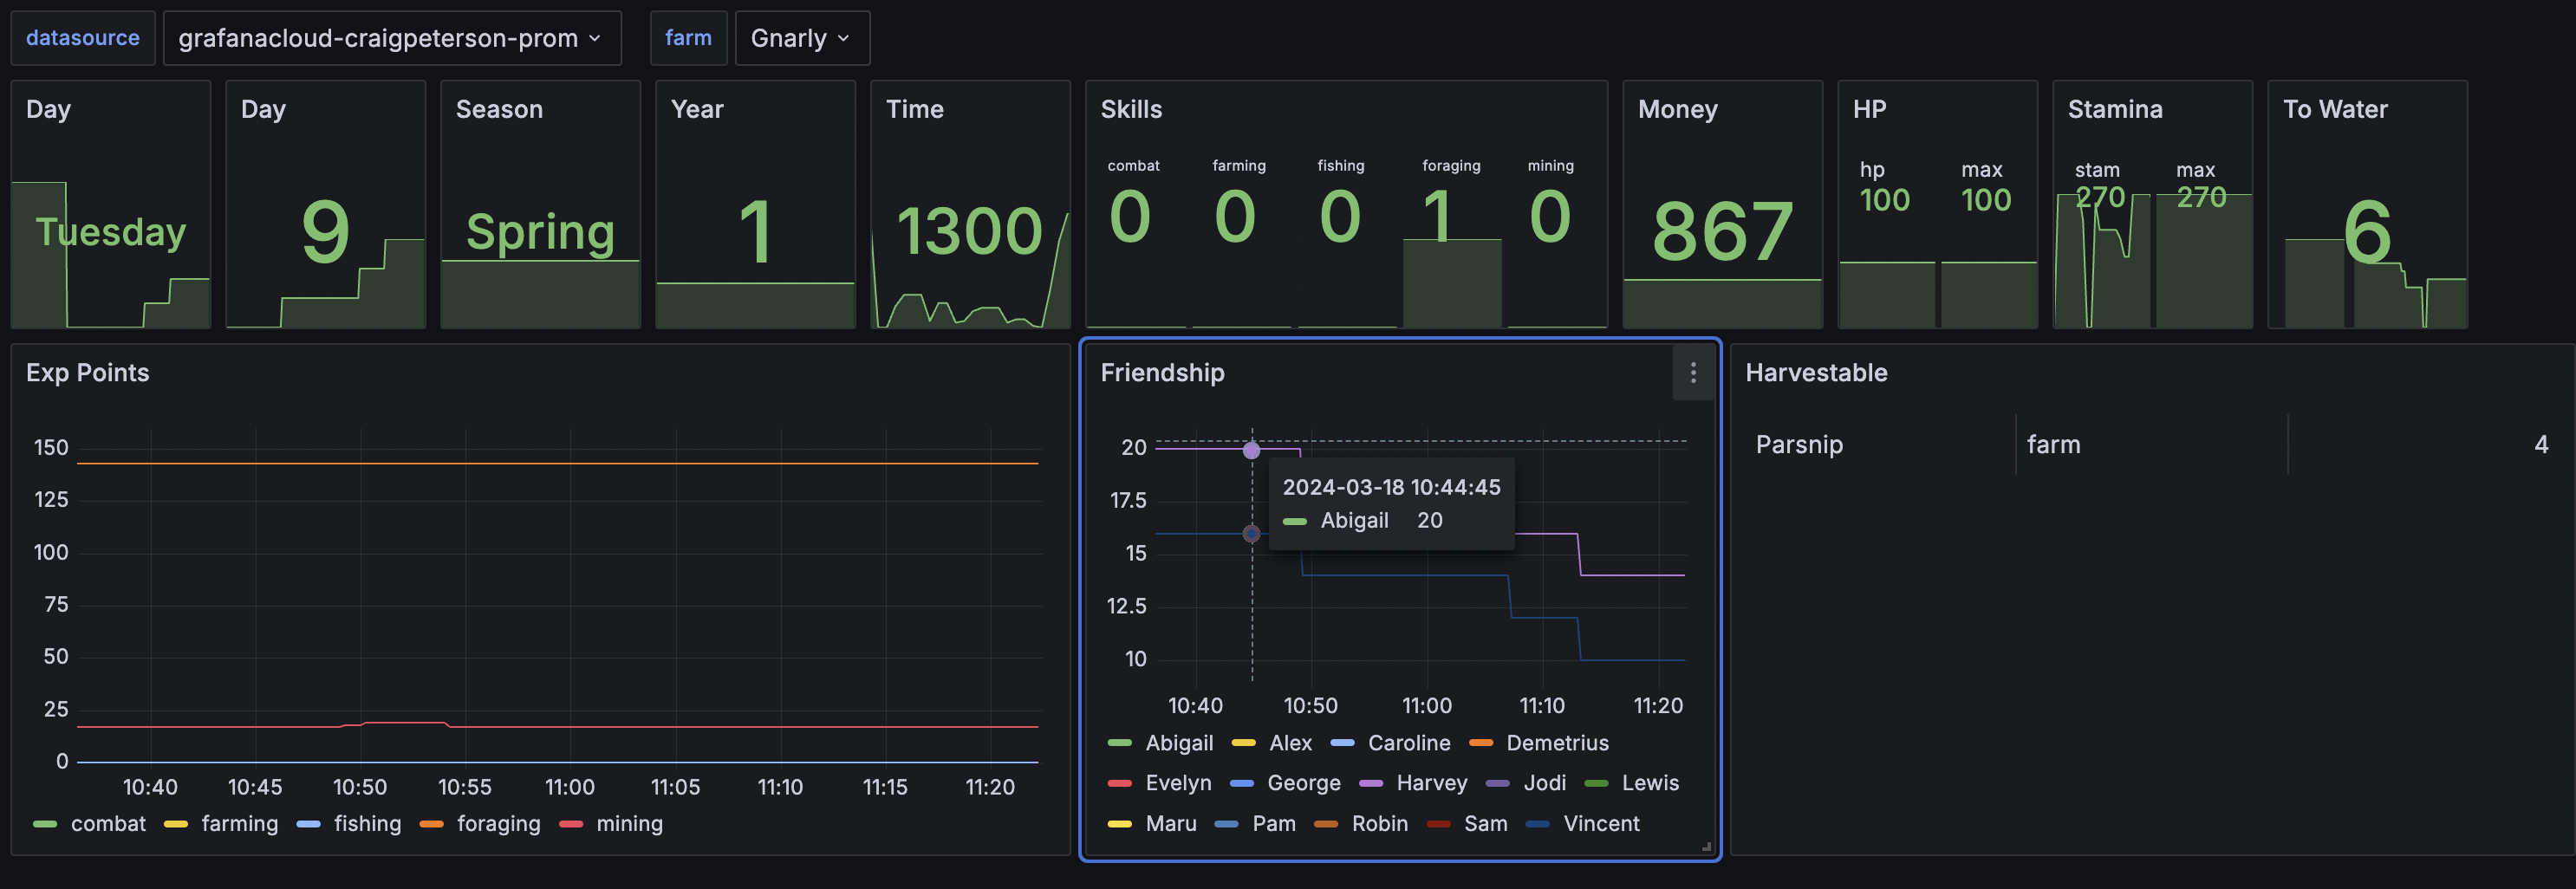 datasource grafanacloud-craigpeterson-prom farm Gnarly
Day Day Season Year Time Skills Money HP Stamina To Water
combat farming fishing foraging mining
hp max stam max
Tuesday 9 Spring 1 1300 0 0 0 1 0 867 100 100 270 270 6
Exp Points
150
125
100
75
50
25
0
10:40 10:45 10:50 10:55 11:00 11:05 11:10 11:15 11:20
combat farming fishing foraging mining
Friendship
20
17.5
15
12.5
10
2024-03-18 10:44:45
Abigail 20
10:40 10:50 11:00 11:10 11:20
Abigail Alex Caroline Demetrius
Evelyn George Harvey Jodi Lewis
Maru Pam Robin Sam Vincent
Harvestable
Parsnip farm 4